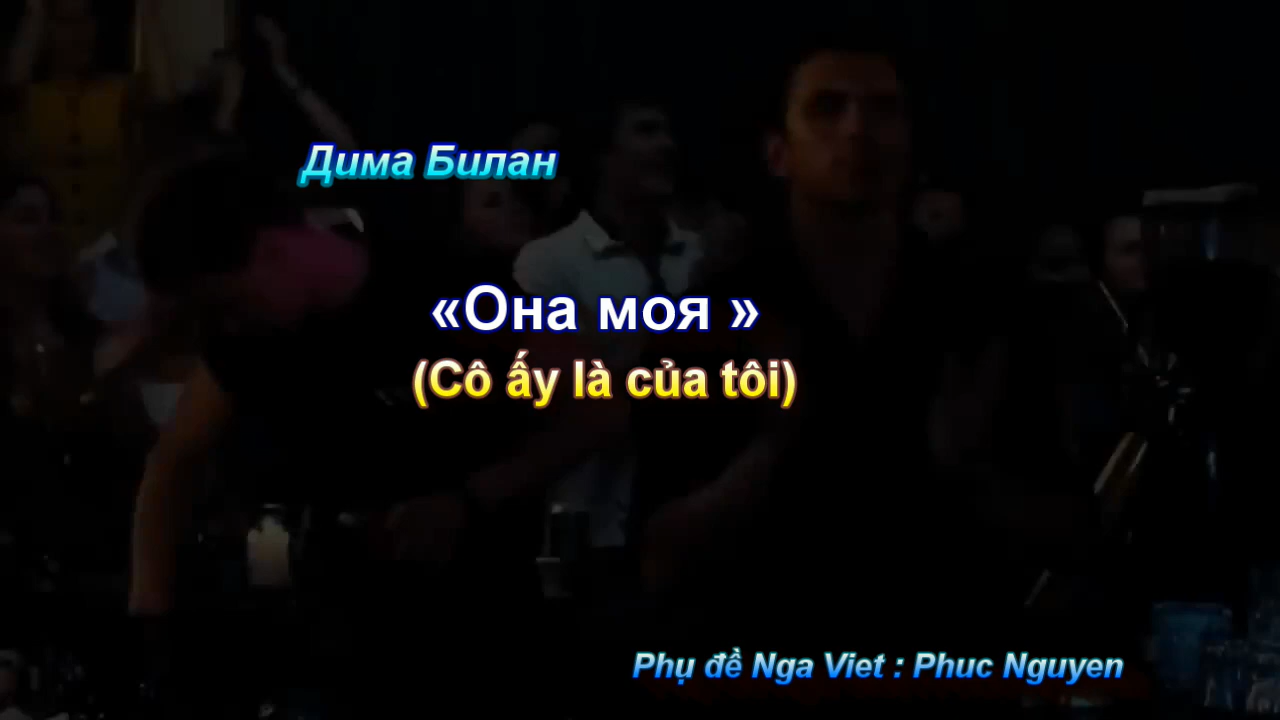 Дима Билан
«Она моя »
(Cô ấy là của tôi)
Phụ đề Nga Viet : Phuc Nguyen